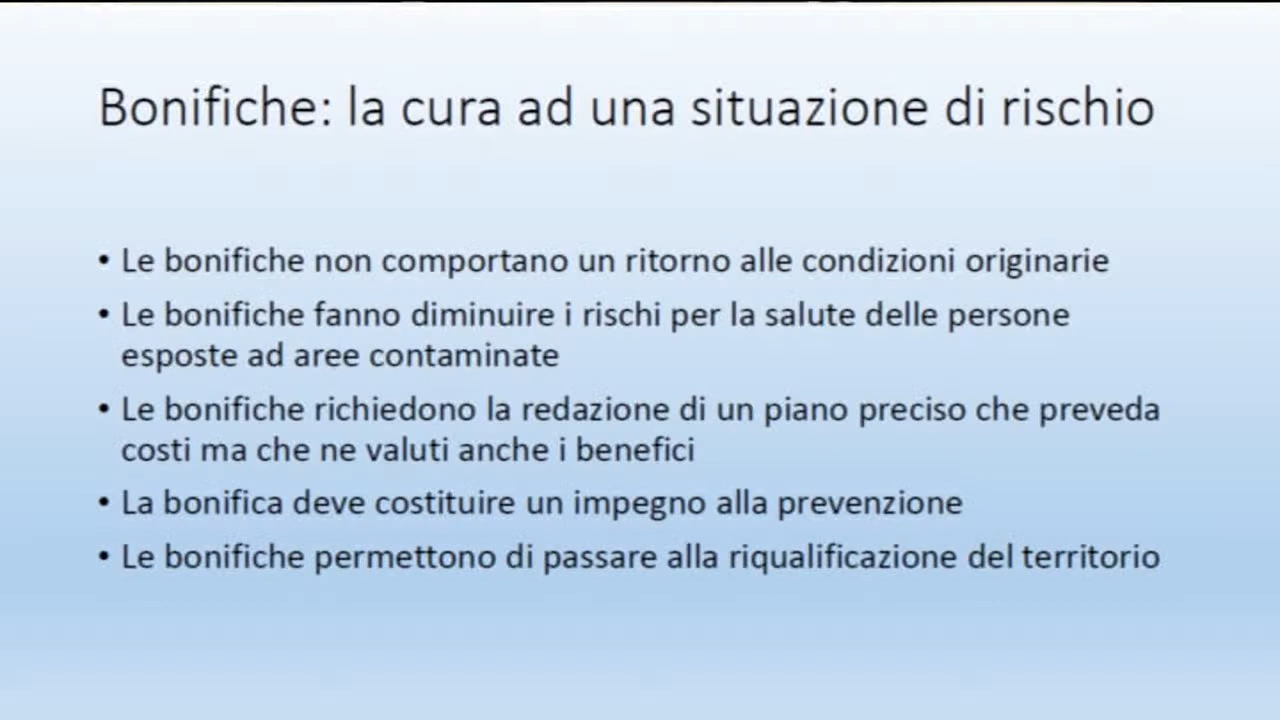 Bonifiche: la cura ad una situazione di rischio
• Le bonifiche non comportano un ritorno alle condizioni originarie
• Le bonifiche fanno diminuire i rischi per la salute delle persone
esposte ad aree contaminate
• Le bonifiche richiedono la redazione di un piano preciso che preveda
costi ma che ne valuti anche i benefici
• La bonifica deve costituire un impegno alla prevenzione
• Le bonifiche permettono di passare alla riqualificazione del territorio